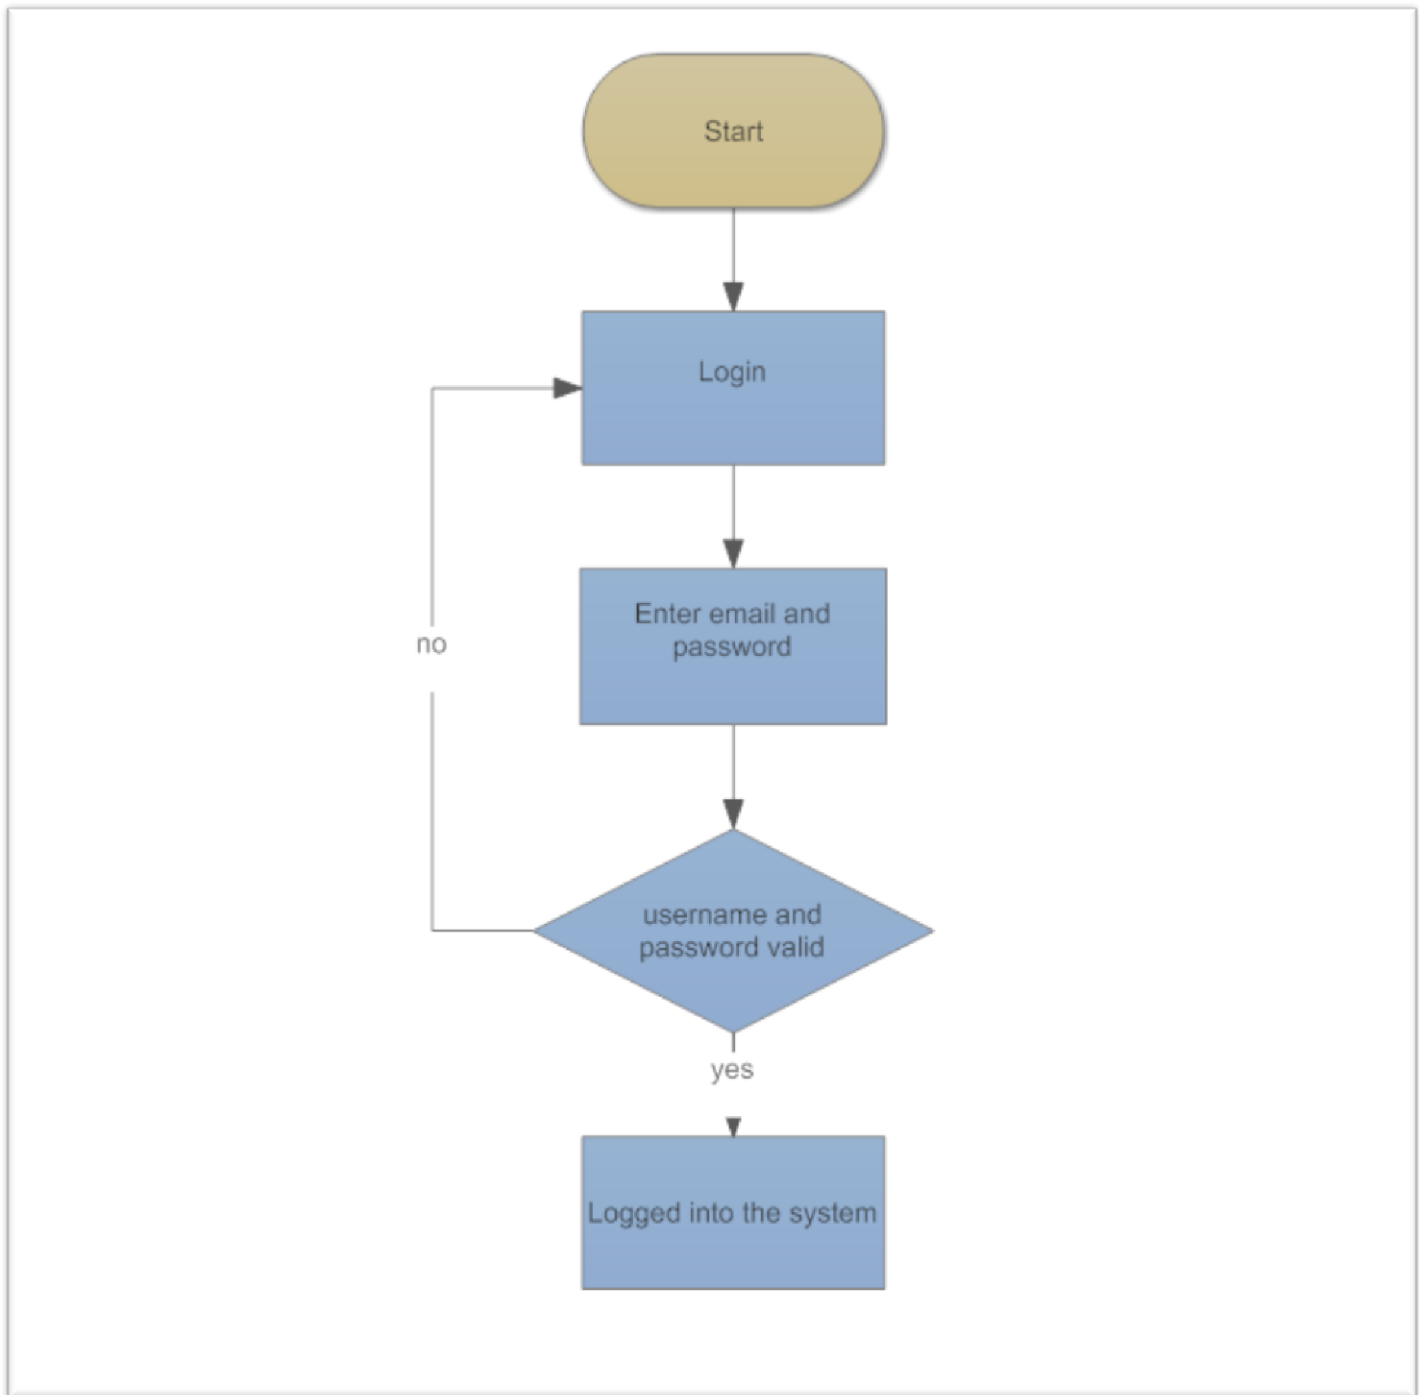 Start
Login
Enter email and
password
no
username and
password valid
yes
Logged into the system